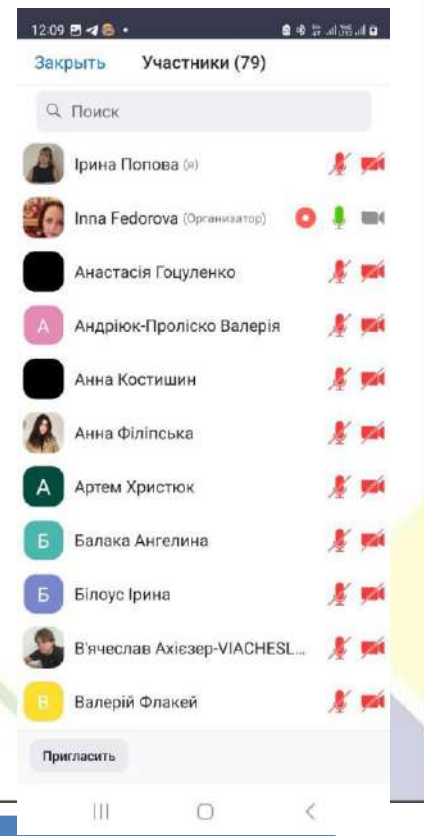 12:09
Закрыть Участники (79)
Поиск
Ірина Попова (я)
Inna Fedorova (Организатор)
Анастасія Гоцуленко
А Андріюк-Проліско Валерія
Анна Костишин
Анна Філіпська
А Артем Христюк
Б Балака Ангелина
Б Білоус Ірина
В'ячеслав Ахієзер-VIACHESL...
В Валерій Флакей
Пригласить